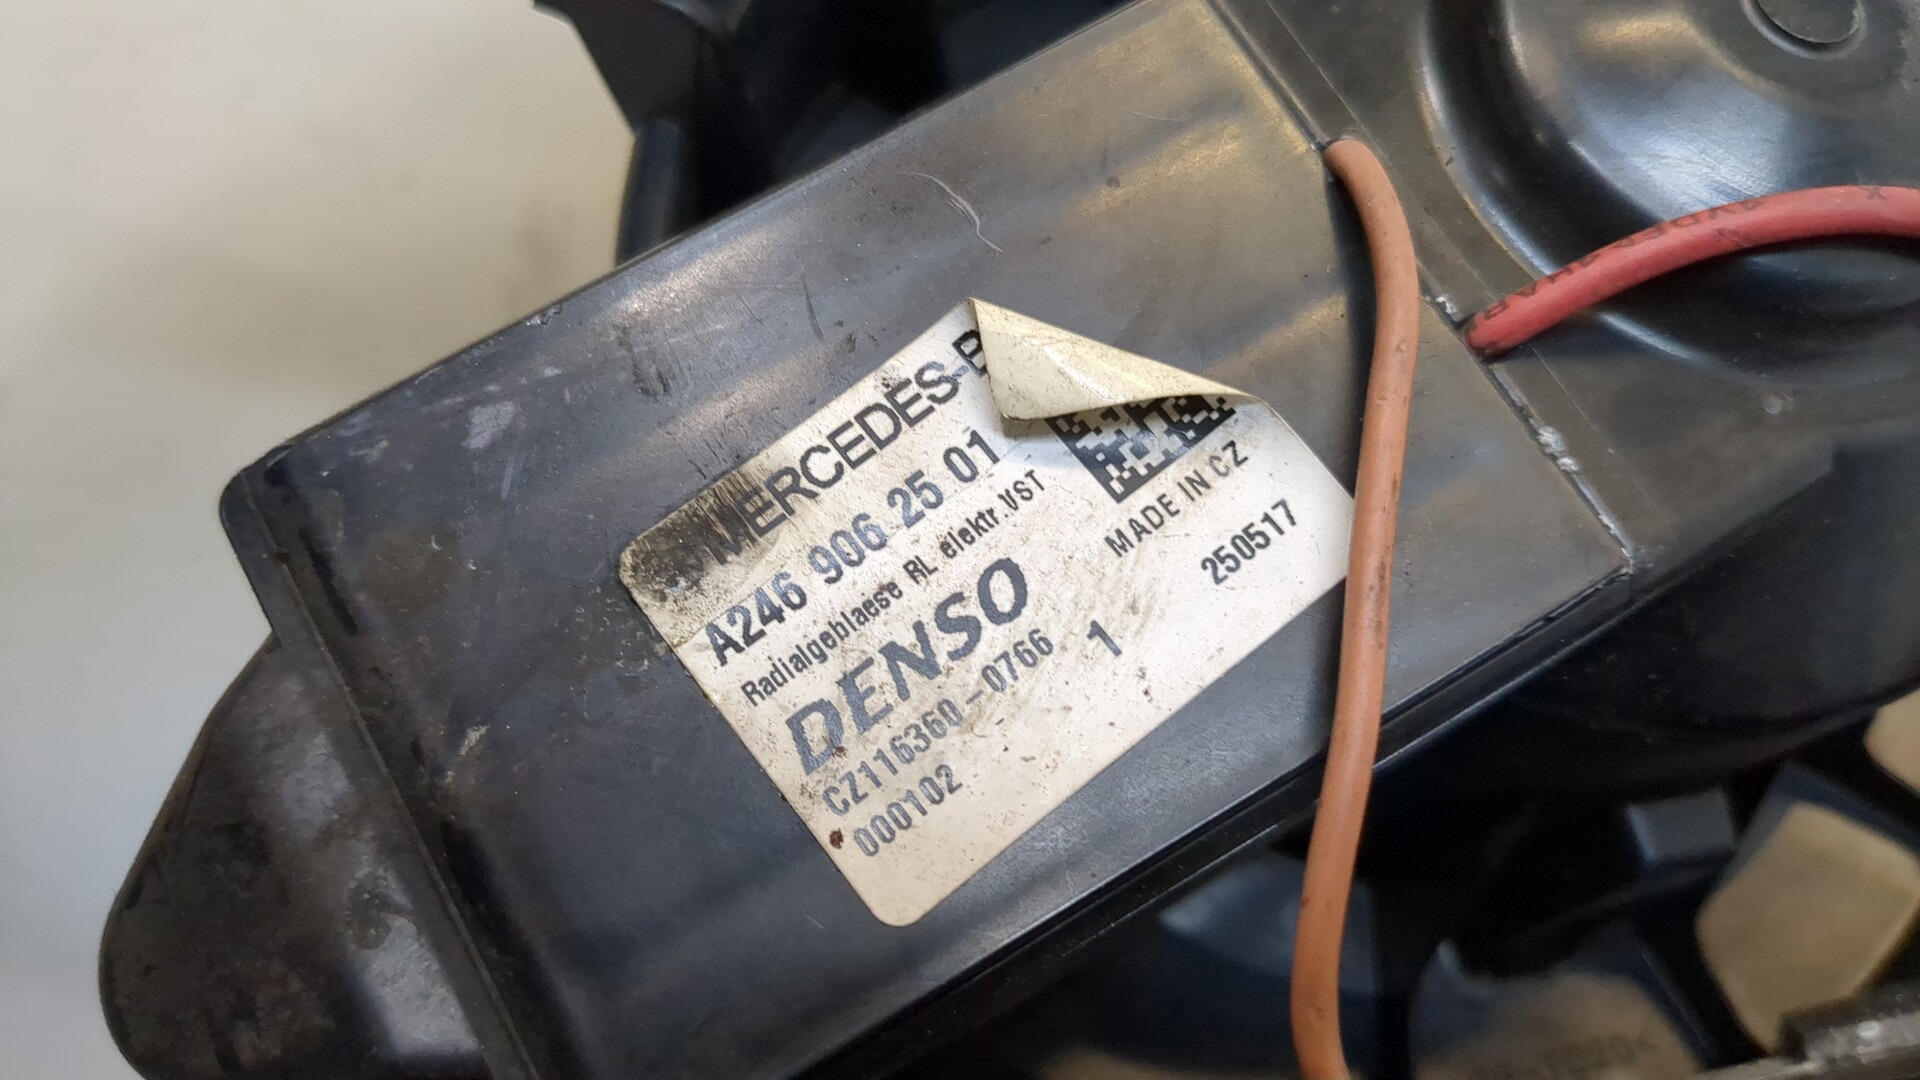 MERCEDES-B
A246 906 25 01
Radialgeblaese RL elektr.VST
DENSO
CZ116360-0766
000102
1
MADE IN CZ
250517